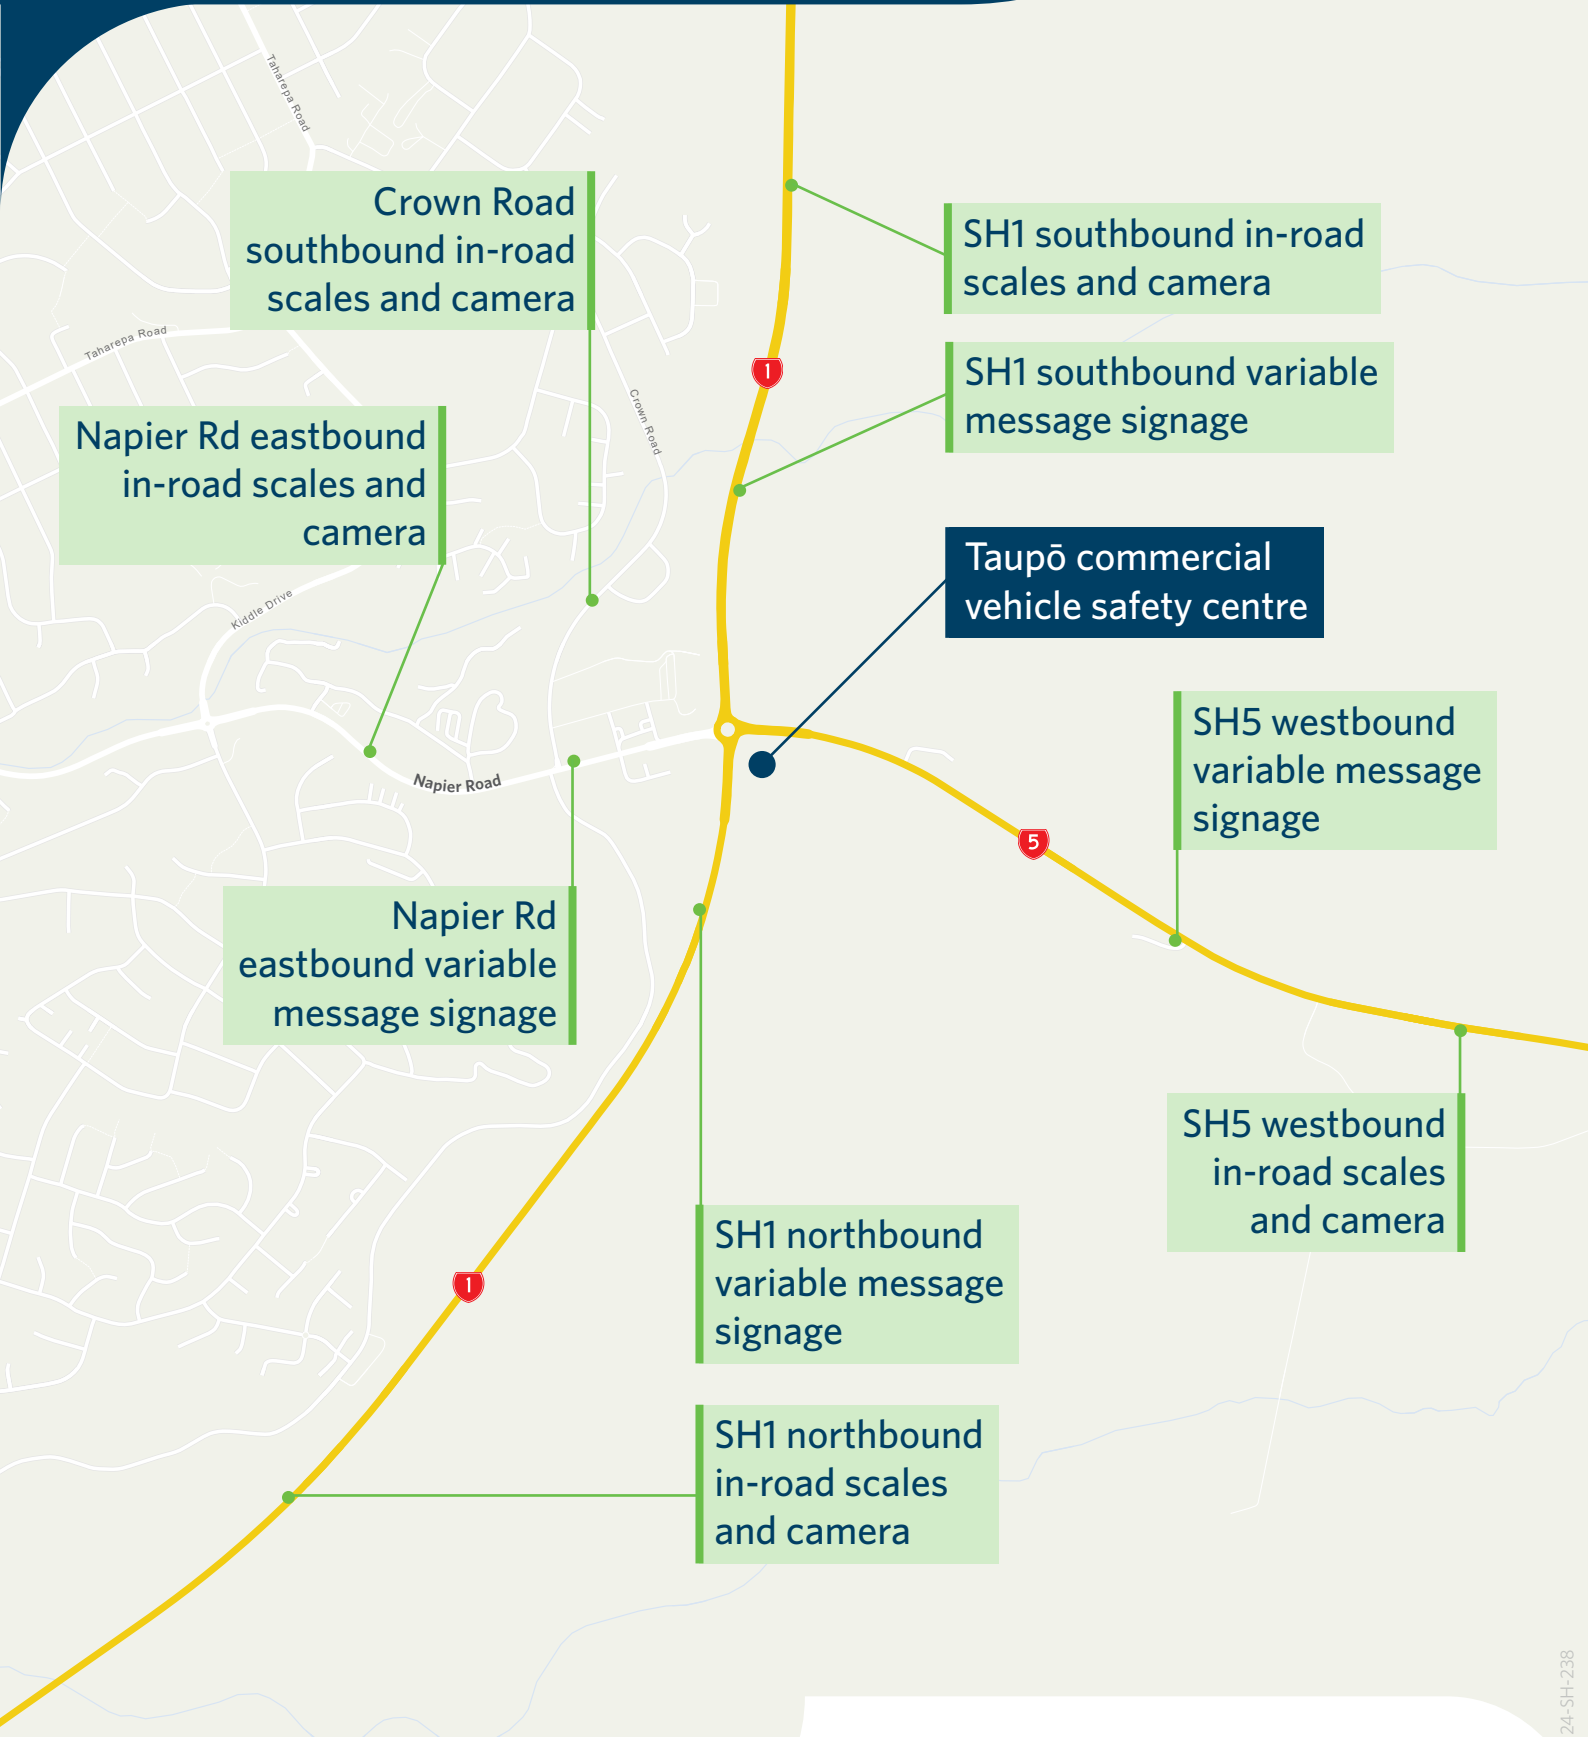 Taharepa Road
Crown Road
southbound in-road
scales and camera
SH1 southbound in-road
scales and camera
Taharepa Road
1
SH1 southbound variable
message signage
Crown Road
Napier Rd eastbound
in-road scales and
camera
Taupō commercial
vehicle safety centre
Kiddle Drive
SH5 westbound
variable message
signage
Napier Road
5
Napier Rd
eastbound variable
message signage
SH5 westbound
in-road scales
and camera
SH1 northbound
variable message
signage
1
SH1 northbound
in-road scales
and camera
24-SH-238